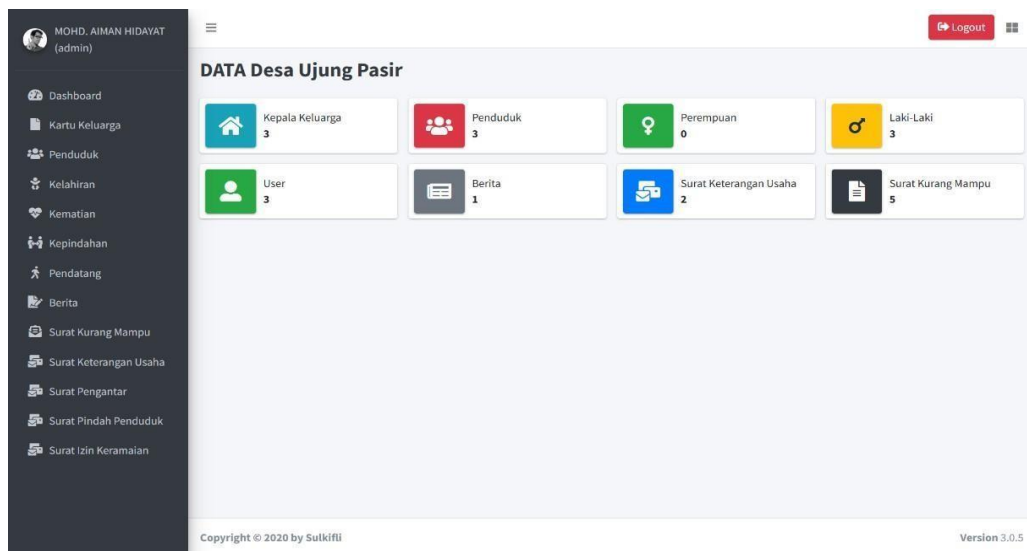 MOHD. AIMAN HIDAYAT
(admin)
Dashboard
Kartu Keluarga
Penduduk
Kelahiran
Kematian
Kepindahan
Pendatang
Berita
Surat Kurang Mampu
Surat Keterangan Usaha
Surat Pengantar
Surat Pindah Penduduk
Surat Izin Keramaian
Logout
DATA Desa Ujung Pasir
Kepala Keluarga
3
Penduduk
3
Perempuan
0
Laki-Laki
3
User
3
Berita
1
Surat Keterangan Usaha
2
Surat Kurang Mampu
5
Copyright © 2020 by Sulkifli
Version 3.0.5